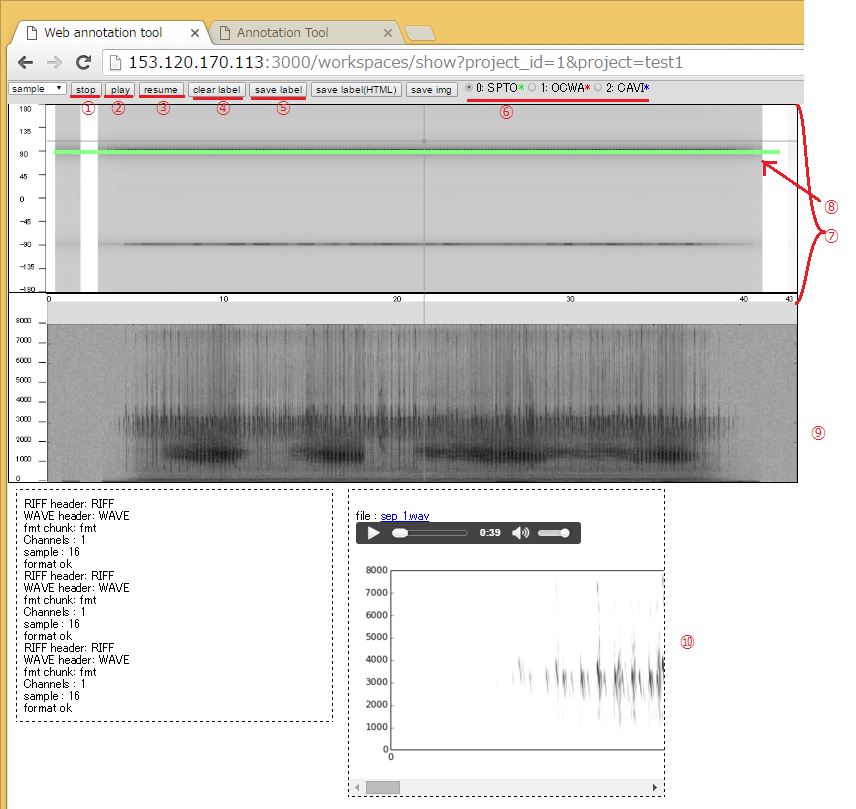 Web annotation tool × Annotation Tool ×
153.120.170.113:3000/workspaces/show?project_id=1&project=test1
sample ▼ stop play resume clear label save label save label(HTML) save img 0: SPTO* 1: OCWA* 2: CAVI*
① ② ③ ④ ⑤ ⑥
180
135
90
45
0
-45
-90
-135
-180
⑧
⑦
0 10 20 30 40 43
8000
7000
6000
5000
4000
3000
2000
1000
0
⑨
RIFF header: RIFF
WAVE header: WAVE
fmt chunk: fmt
Channels : 1
sample : 16
format ok
RIFF header: RIFF
WAVE header: WAVE
fmt chunk: fmt
Channels : 1
sample : 16
format ok
RIFF header: RIFF
WAVE header: WAVE
fmt chunk: fmt
Channels : 1
sample : 16
format ok
file : sep_1.wav
0:39
8000
7000
6000
5000
4000
3000
2000
1000
0
0
⑩